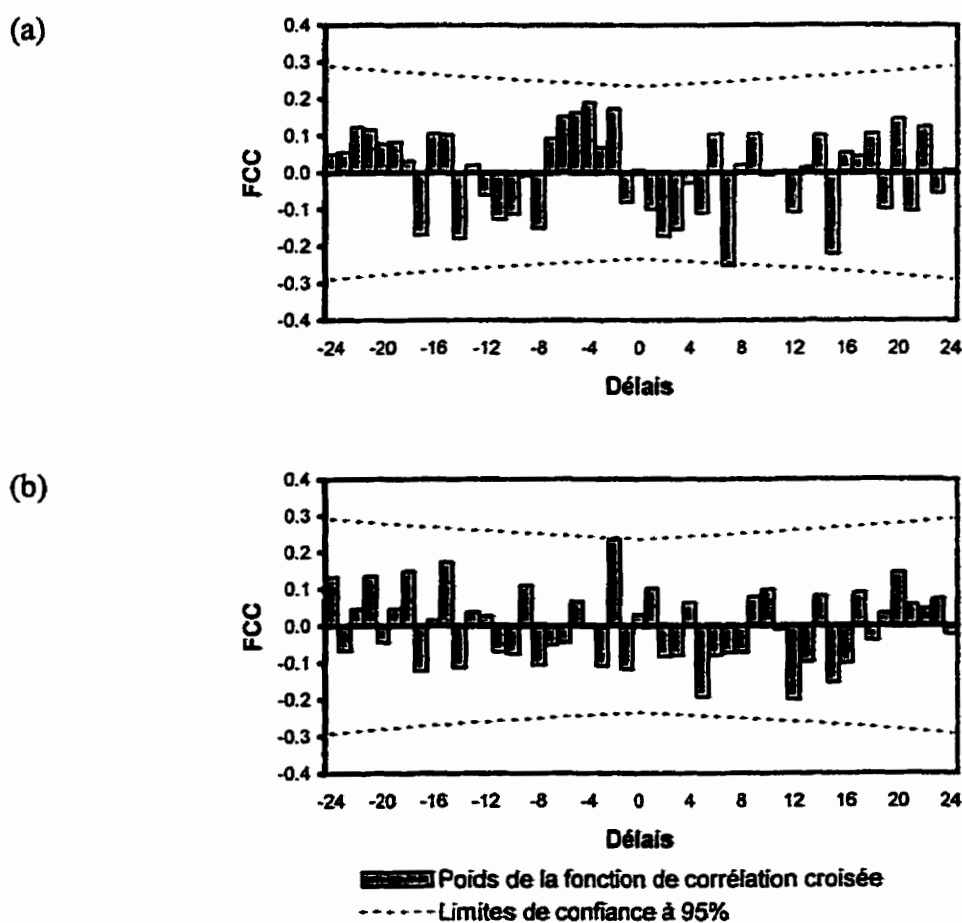 (a)
FCC
0.4
0.3
0.2
0.1
0.0
-0.1
-0.2
-0.3
-0.4
-24 -20 -16 -12 -8 -4 0 4 8 12 16 20 24
Délais
(b)
FCC
0.4
0.3
0.2
0.1
0.0
-0.1
-0.2
-0.3
-0.4
-24 -20 -16 -12 -8 -4 0 4 8 12 16 20 24
Délais
Poids de la fonction de corrélation croisée
Limites de confiance à 95%